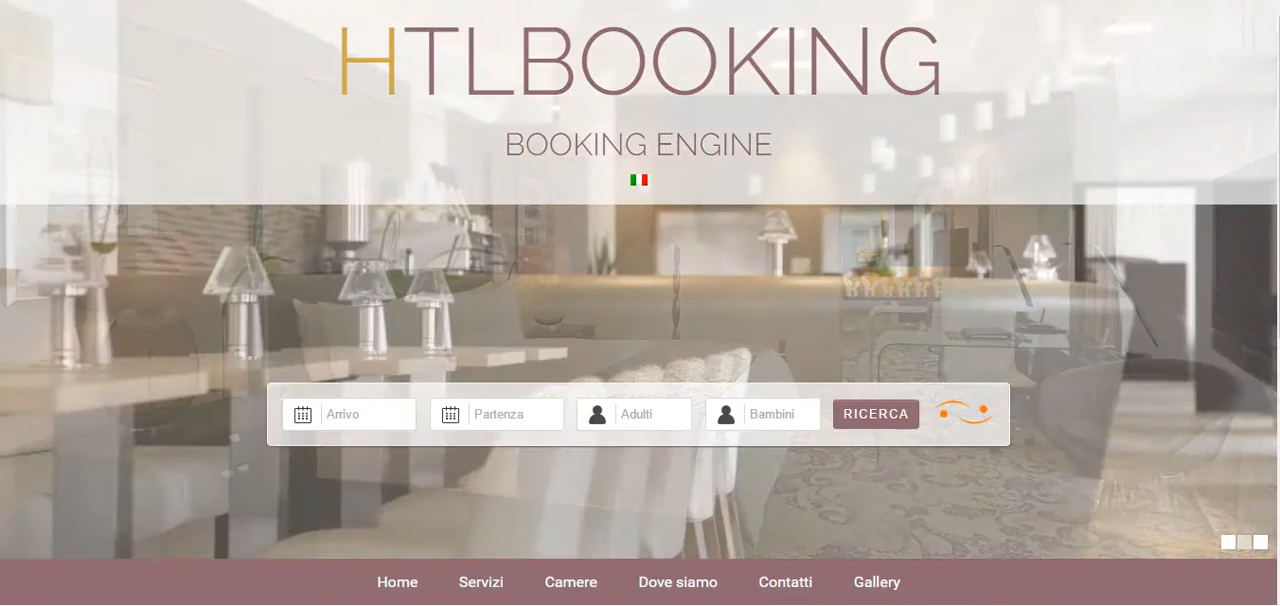 HTLBOOKING
BOOKING ENGINE
Arrivo Partenza Adulti Bambini RICERCA
Home Servizi Camere Dove siamo Contatti Gallery